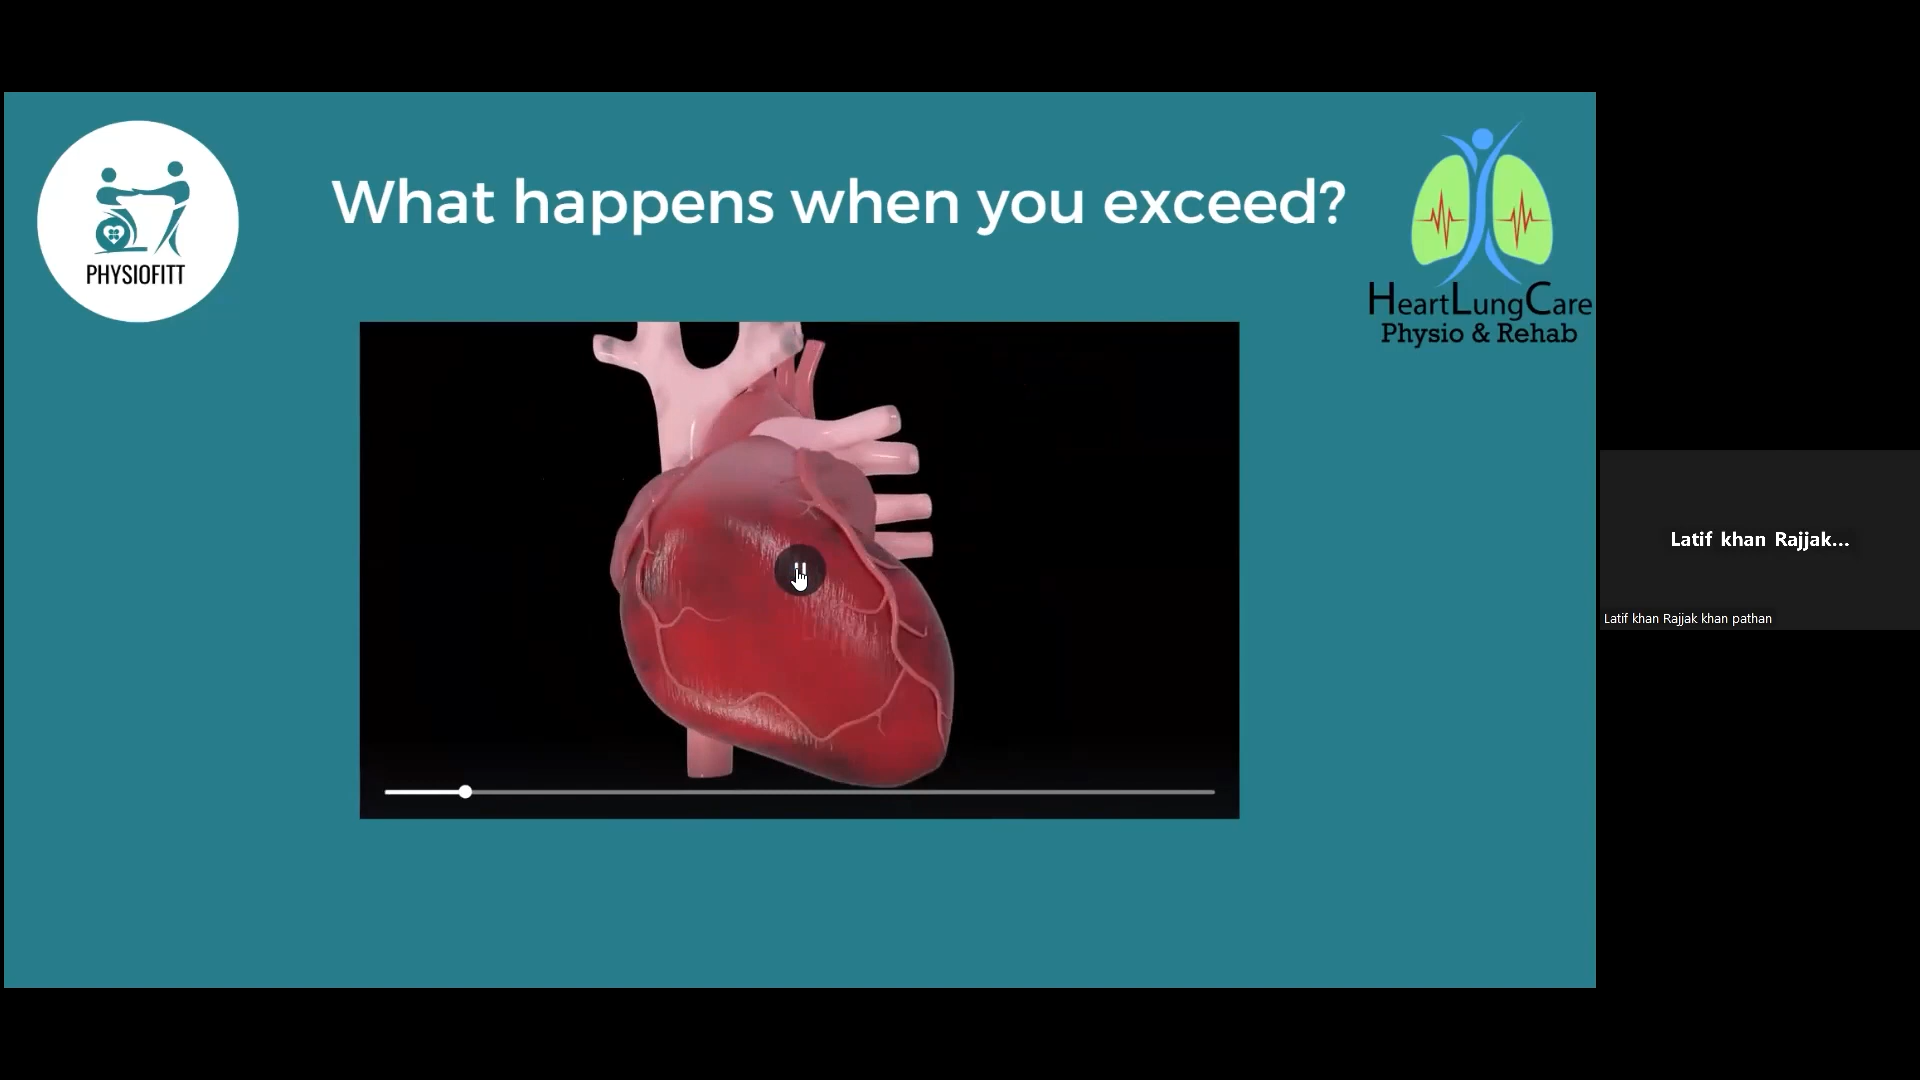 What happens when you exceed?
PHYSIOFITT
HeartLungCare
Physio & Rehab
Latif khan Rajjak...
Latif khan Rajjak khan pathan